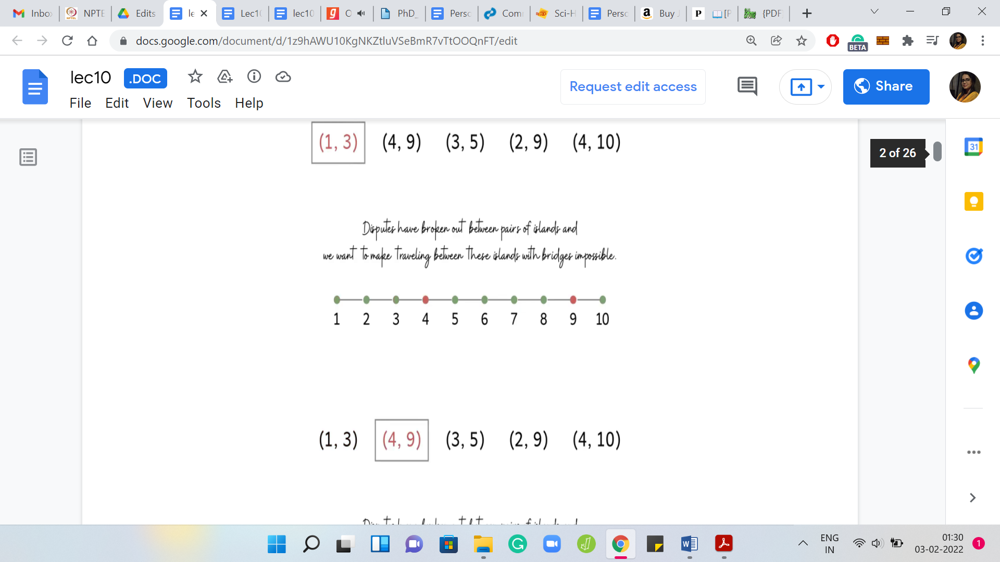 Inbo
NPTE
Edits
le
Lec1
lec10
O
PhD_
Perso
Com
Sci-H
Perso
Buy J
[P
{PDF
docs.google.com/document/d/1z9hAWU10KgNKZtluVSeBmR7vTtOOQnFT/edit
BETA
lec10 .DOC
Request edit access
Share
File Edit View Tools Help
(1, 3) (4, 9) (3, 5) (2, 9) (4, 10)
2 of 26
31
Disputes have broken out between pairs of islands and
we want to make traveling between these islands with bridges impossible.
1 2 3 4 5 6 7 8 9 10
(1, 3) (4, 9) (3, 5) (2, 9) (4, 10)
ENG
IN
01:30
03-02-2022
1